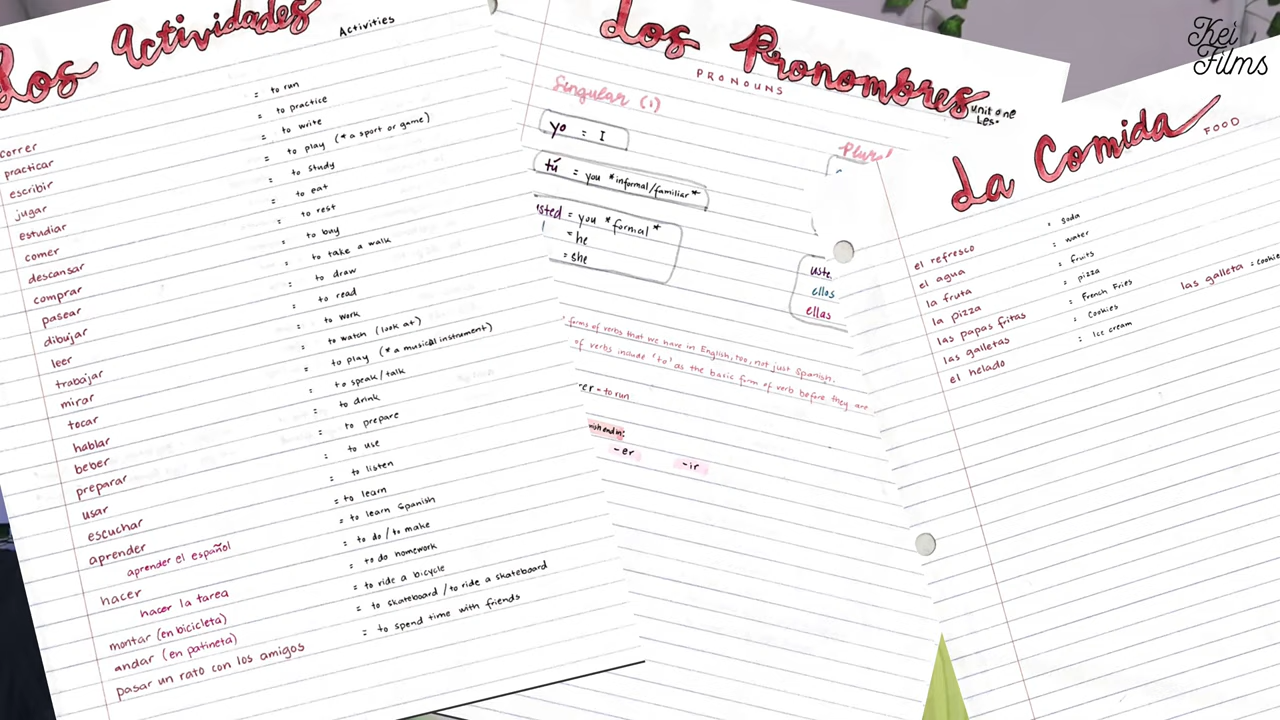 Los Actividades
Activities
correr = to run
practicar = to practice
escribir = to write
jugar = to play (* a sport or game)
estudiar = to study
comer = to eat
descansar = to rest
comprar = to buy
pasear = to take a walk
dibujar = to draw
leer = to read
trabajar = to work
mirar = to watch (look at)
tocar = to play (* a musical instrument)
hablar = to speak/talk
beber = to drink
preparar = to prepare
usar = to use
escuchar = to listen
aprender = to learn
aprender el español = to learn Spanish
hacer = to do / to make
hacer la tarea = to do homework
montar (en bicicleta) = to ride a bicycle
andar (en patineta) = to skateboard / to ride a skateboard
pasar un rato con los amigos = to spend time with friends
Los Pronombres
PRONOUNS
unit one
Les.
Singular (1)
yo = I
tú = you *informal/familiar*
usted = you *formal*
= he
= she
Plural
uste
ellos
ellas
forms of verbs that we have in English, too, not just Spanish.
of verbs include 'to' as the basic form of verb before they are
rer = to run
nish end in:
-er -ir
La Comida
FOOD
el refresco : soda
el agua : water
la fruta : fruits
la pizza : pizza
las papas fritas : French Fries
las galletas : Cookies
el helado : Ice cream
las galleta : cookie
Kei
Films